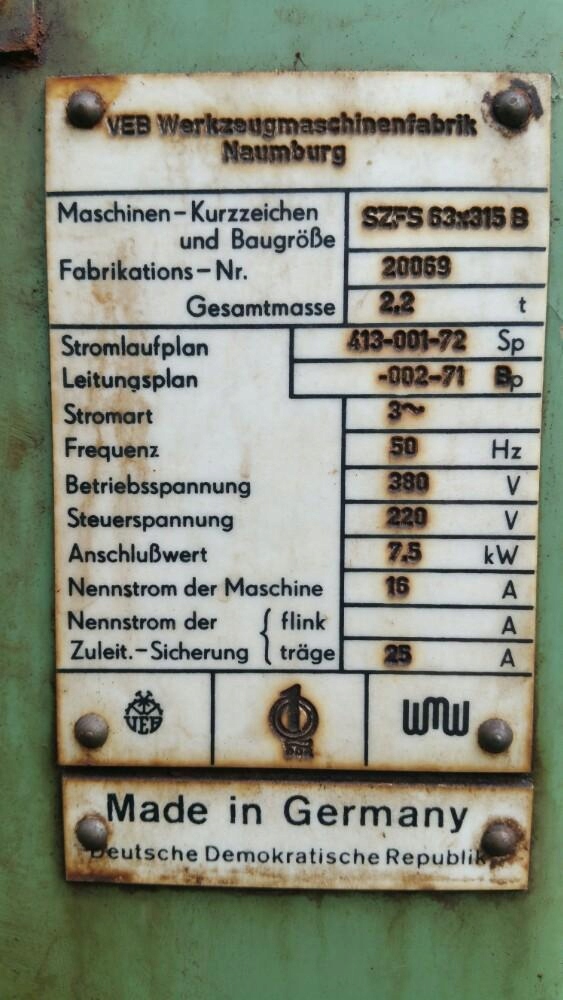 VEB Werkzeugmaschinenfabrik
Naumburg
Maschinen-Kurzzeichen
und Baugröße SZFS 63x315 B
Fabrikations-Nr. 20069
Gesamtmasse 2.2 t
Stromlaufplan 413-001-72 Sp
Leitungsplan -002-71 Bp
Stromart 3~
Frequenz 50 Hz
Betriebsspannung 380 V
Steuerspannung 220 V
Anschlußwert 7,5 kW
Nennstrom der Maschine 16 A
Nennstrom der { flink A
Zuleit.-Sicherung { träge 25 A
VEB 1 WMW
Made in Germany
Deutsche Demokratische Republik